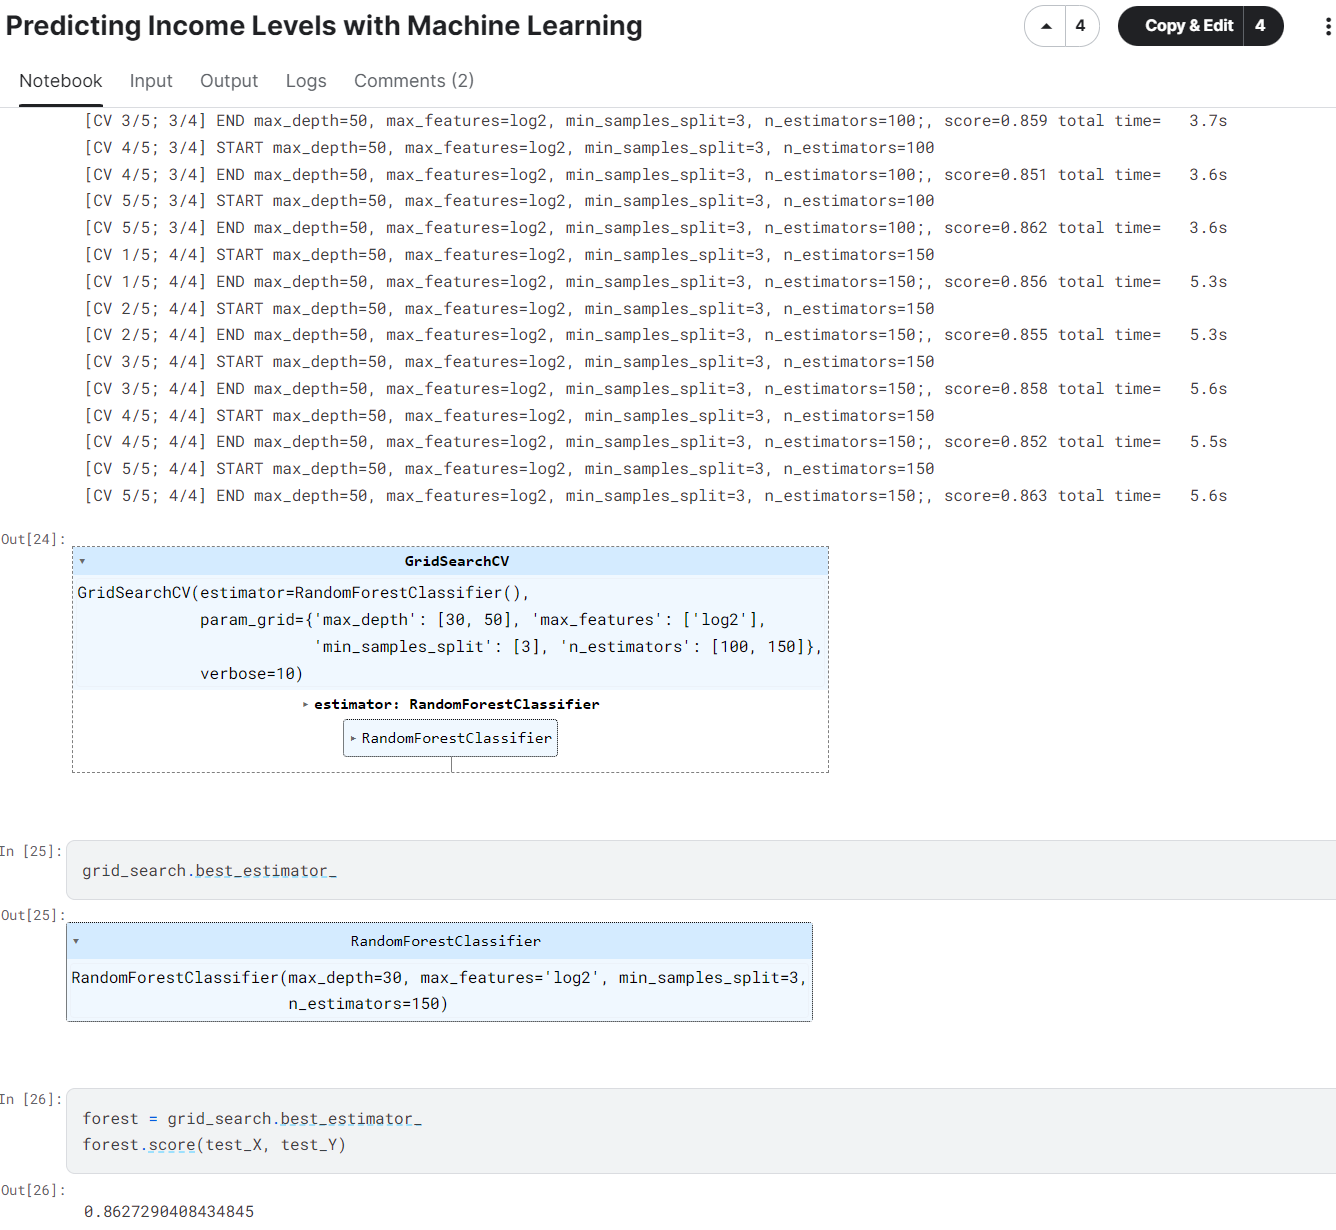 Predicting Income Levels with Machine Learning
4
Copy & Edit 4
Notebook Input Output Logs Comments (2)
[CV 3/5; 3/4] END max_depth=50, max_features=log2, min_samples_split=3, n_estimators=100;, score=0.859 total time=   3.7s
[CV 4/5; 3/4] START max_depth=50, max_features=log2, min_samples_split=3, n_estimators=100
[CV 4/5; 3/4] END max_depth=50, max_features=log2, min_samples_split=3, n_estimators=100;, score=0.851 total time=   3.6s
[CV 5/5; 3/4] START max_depth=50, max_features=log2, min_samples_split=3, n_estimators=100
[CV 5/5; 3/4] END max_depth=50, max_features=log2, min_samples_split=3, n_estimators=100;, score=0.862 total time=   3.6s
[CV 1/5; 4/4] START max_depth=50, max_features=log2, min_samples_split=3, n_estimators=150
[CV 1/5; 4/4] END max_depth=50, max_features=log2, min_samples_split=3, n_estimators=150;, score=0.856 total time=   5.3s
[CV 2/5; 4/4] START max_depth=50, max_features=log2, min_samples_split=3, n_estimators=150
[CV 2/5; 4/4] END max_depth=50, max_features=log2, min_samples_split=3, n_estimators=150;, score=0.855 total time=   5.3s
[CV 3/5; 4/4] START max_depth=50, max_features=log2, min_samples_split=3, n_estimators=150
[CV 3/5; 4/4] END max_depth=50, max_features=log2, min_samples_split=3, n_estimators=150;, score=0.858 total time=   5.6s
[CV 4/5; 4/4] START max_depth=50, max_features=log2, min_samples_split=3, n_estimators=150
[CV 4/5; 4/4] END max_depth=50, max_features=log2, min_samples_split=3, n_estimators=150;, score=0.852 total time=   5.5s
[CV 5/5; 4/4] START max_depth=50, max_features=log2, min_samples_split=3, n_estimators=150
[CV 5/5; 4/4] END max_depth=50, max_features=log2, min_samples_split=3, n_estimators=150;, score=0.863 total time=   5.6s
Out[24]:
GridSearchCV
GridSearchCV(estimator=RandomForestClassifier(),
param_grid={'max_depth': [30, 50], 'max_features': ['log2'],
'min_samples_split': [3], 'n_estimators': [100, 150]},
verbose=10)
estimator: RandomForestClassifier
RandomForestClassifier
In [25]:
grid_search.best_estimator_
Out[25]:
RandomForestClassifier
RandomForestClassifier(max_depth=30, max_features='log2', min_samples_split=3,
n_estimators=150)
In [26]:
forest = grid_search.best_estimator_
forest.score(test_X, test_Y)
Out[26]:
0.8627290408434845